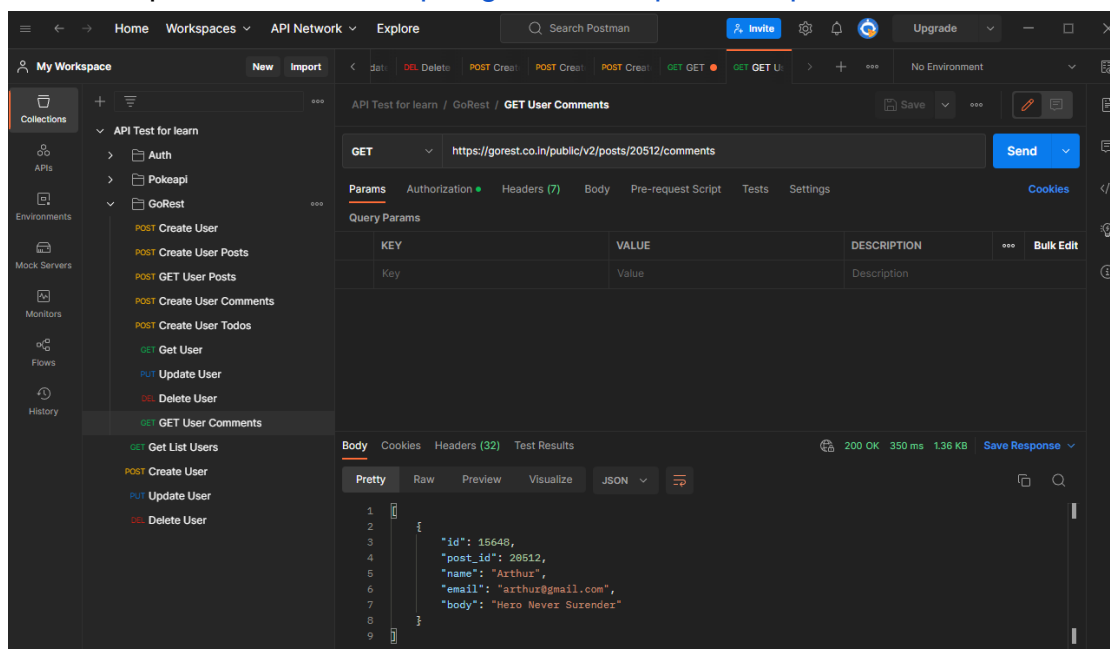 Home Workspaces API Network Explore Search Postman Invite Upgrade
My Workspace New Import DEL Delete POST Creat POST Creat POST Creat GET GET GET GET Us No Environment
Collections
API Test for learn / GoRest / GET User Comments Save
API Test for learn
GET https://gorest.co.in/public/v2/posts/20512/comments Send
APIs
Auth
Pokeapi
GoRest
Params Authorization Headers (7) Body Pre-request Script Tests Settings Cookies
Environments
Query Params
POST Create User
KEY VALUE DESCRIPTION Bulk Edit
POST Create User Posts
Mock Servers
Key Value Description
POST GET User Posts
POST Create User Comments
Monitors
POST Create User Todos
GET Get User
Flows
PUT Update User
DEL Delete User
History
GET GET User Comments
GET Get List Users
POST Create User
PUT Update User
DEL Delete User
Body Cookies Headers (32) Test Results 200 OK 350 ms 1.36 KB Save Response
Pretty Raw Preview Visualize JSON
1 [
2 {
3 "id": 15648,
4 "post_id": 20512,
5 "name": "Arthur",
6 "email": "arthur@gmail.com",
7 "body": "Hero Never Surender"
8 }
9 ]